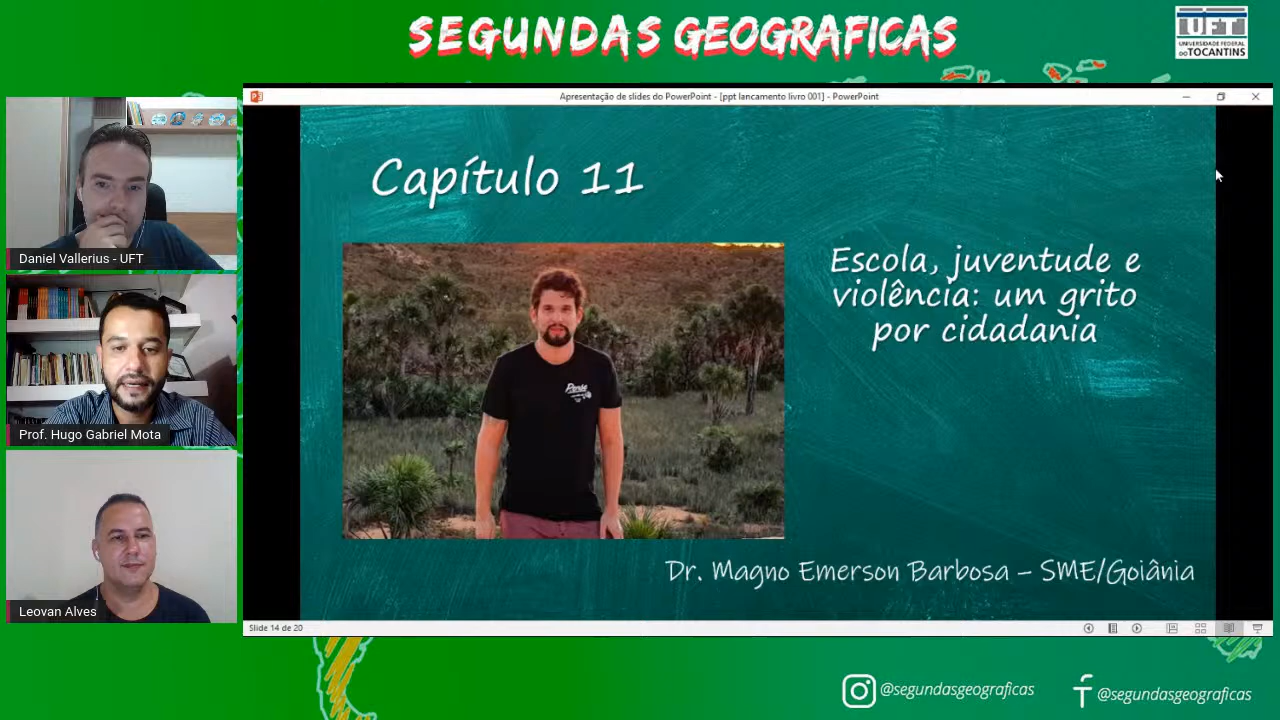 SEGUNDAS GEOGRAFICAS
UFT
UNIVERSIDADE FEDERAL
DO TOCANTINS
Apresentação de slides do PowerPoint - [ppt lancamento livro 001] - PowerPoint
Capítulo 11
Escola, juventude e
violência: um grito
por cidadania
Dr. Magno Emerson Barbosa – SME/Goiânia
Slide 14 de 20
Daniel Vallerius - UFT
Prof. Hugo Gabriel Mota
Leovan Alves
@segundasgeograficas
@segundasgeograficas